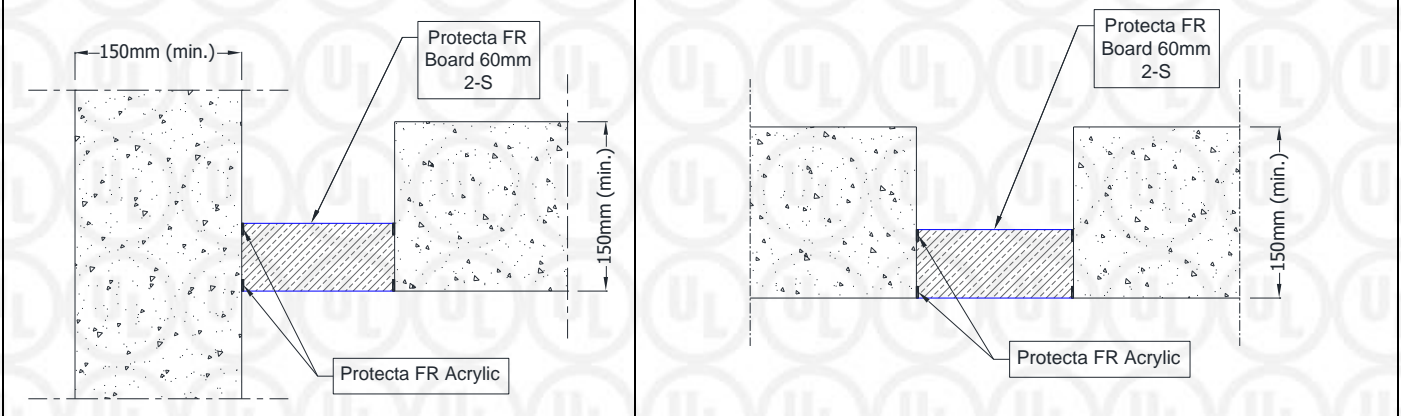 150mm (min.)
Protecta FR
Board 60mm
2-S
150mm (min.)
Protecta FR Acrylic
Protecta FR
Board 60mm
2-S
150mm (min.)
Protecta FR Acrylic